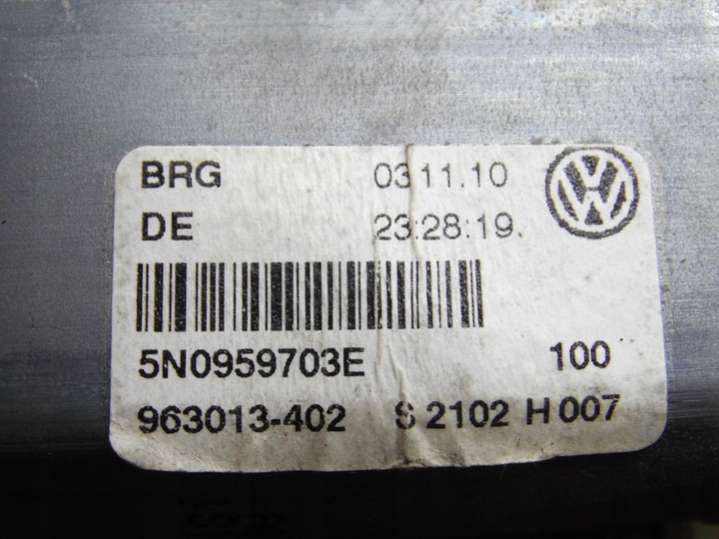 BRG 03.11.10
DE 23:28:19.
5N0959703E 100
963013-402 S 2102 H 007